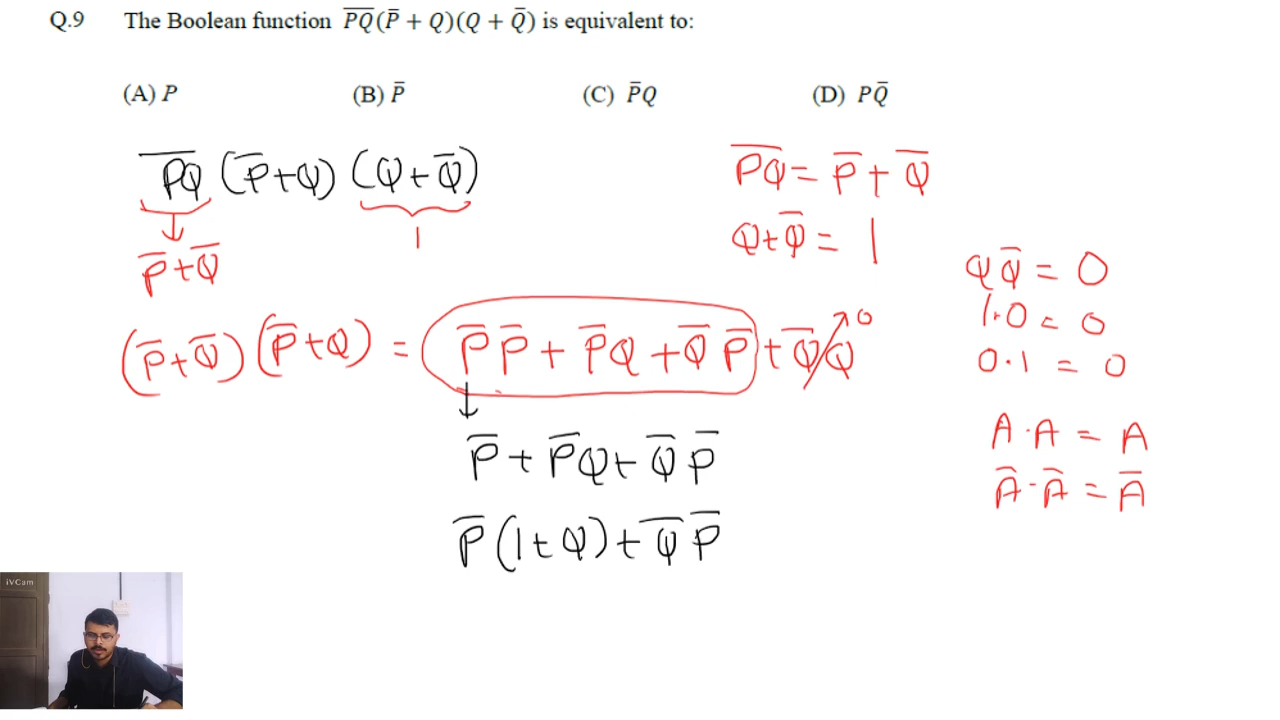 Q.9 The Boolean function P̅Q̅(P̅ + Q)(Q + Q̅) is equivalent to:
(A) P (B) P̅ (C) P̅Q (D) PQ̅
P̅Q̅ (P̅+Q) (Q+Q̅)
P̅Q̅ = P̅ + Q̅
↓ 1
Q+Q̅ = 1
P̅+Q̅
QQ̅ = 0
1.0 = 0
(P̅+Q̅)(P̅+Q) = P̅P̅ + P̅Q + Q̅P̅ + Q̅Q ↗0
0.1 = 0
↓
A·A = A
P̅ + P̅Q + Q̅P̅
A̅·A̅ = A̅
P̅(1+Q) + Q̅P̅
iVCam